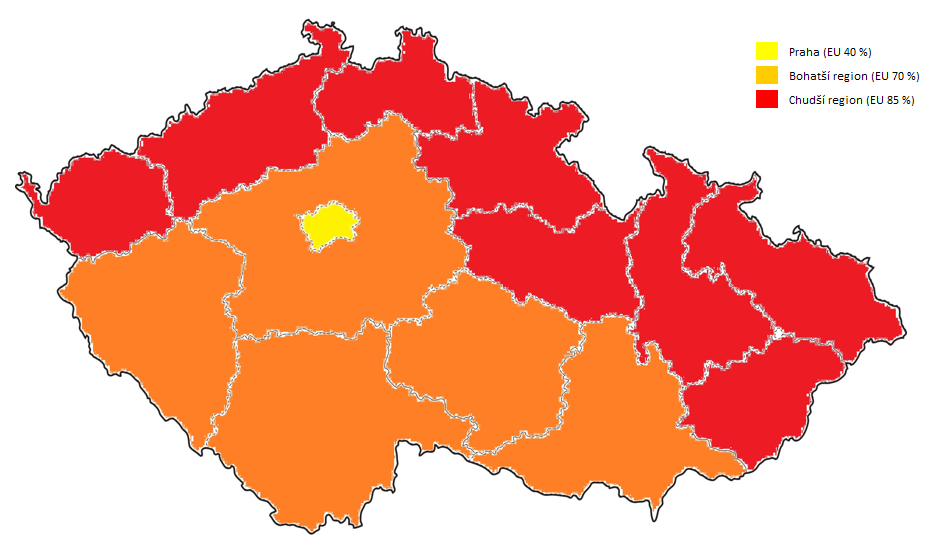 Praha (EU 40 %)
Bohatší region (EU 70 %)
Chudší region (EU 85 %)